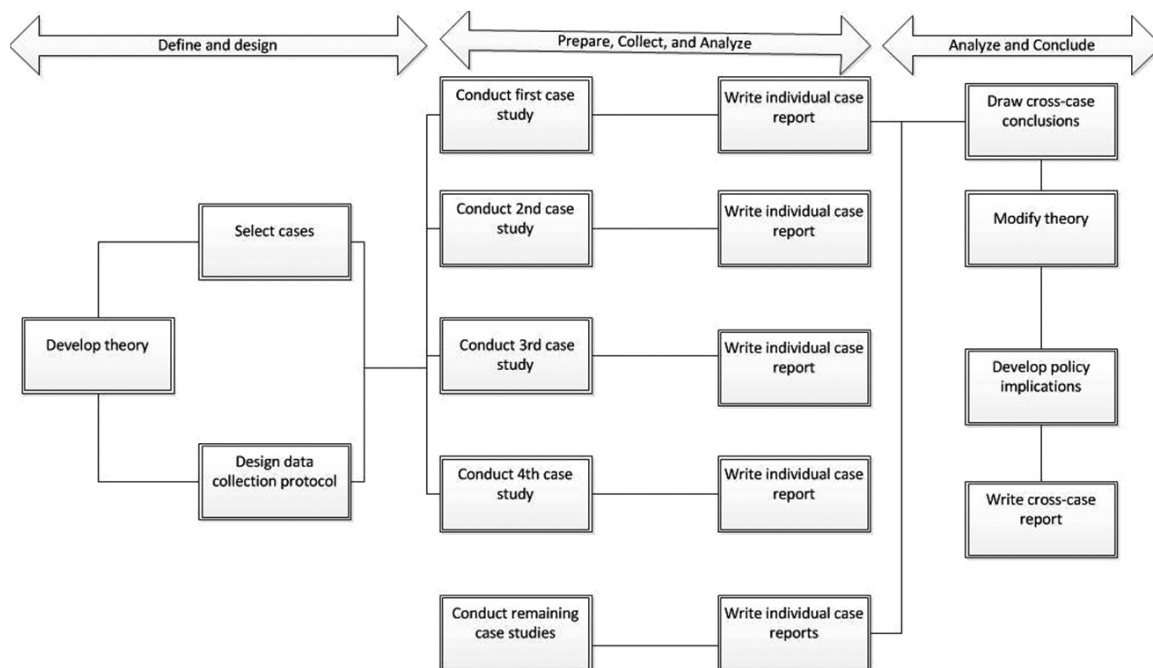 Define and design
Prepare, Collect, and Analyze
Analyze and Conclude
Develop theory
Select cases
Design data
collection protocol
Conduct first case
study
Write individual case
report
Conduct 2nd case
study
Write individual case
report
Conduct 3rd case
study
Write individual case
report
Conduct 4th case
study
Write individual case
report
Conduct remaining
case studies
Write individual case
reports
Draw cross-case
conclusions
Modify theory
Develop policy
implications
Write cross-case
report